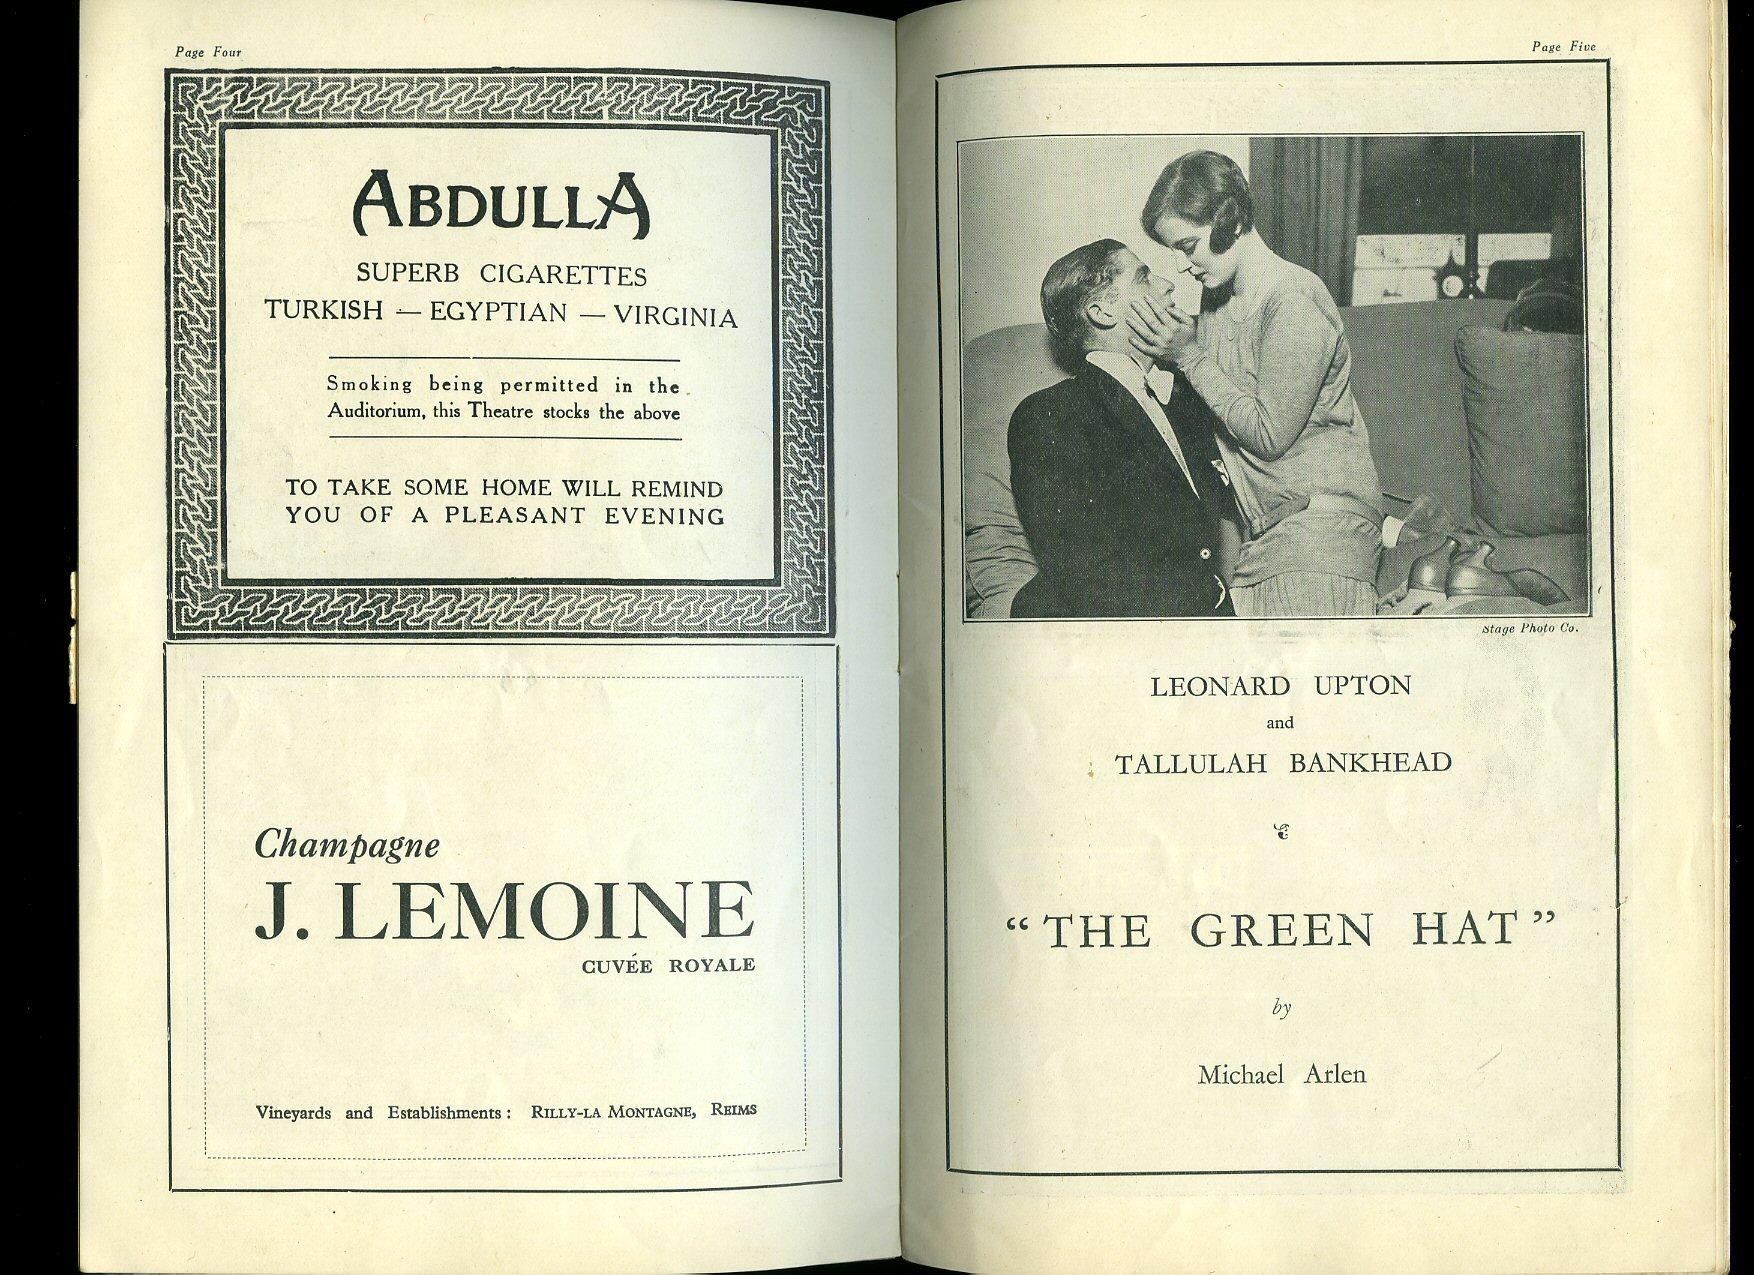 Page Four
ABDULLA
SUPERB CIGARETTES
TURKISH — EGYPTIAN — VIRGINIA
Smoking being permitted in the
Auditorium, this Theatre stocks the above
TO TAKE SOME HOME WILL REMIND
YOU OF A PLEASANT EVENING
Champagne
J. LEMOINE
CUVÉE ROYALE
Vineyards and Establishments : RILLY-LA MONTAGNE, REIMS
Page Five
Stage Photo Co.
LEONARD UPTON
and
TALLULAH BANKHEAD
“THE GREEN HAT”
by
Michael Arlen